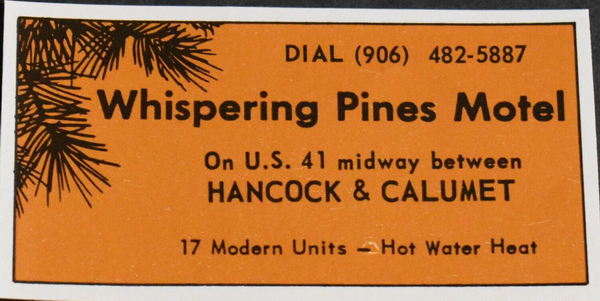 DIAL (906) 482-5887
Whispering Pines Motel
On U.S. 41 midway between
HANCOCK & CALUMET
17 Modern Units — Hot Water Heat